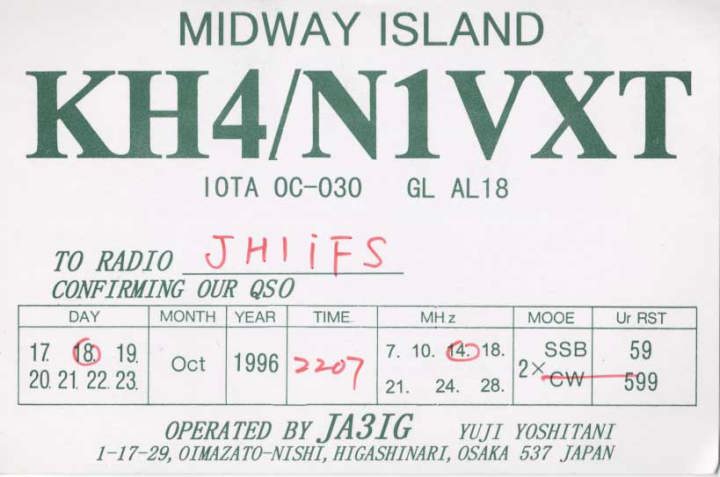 MIDWAY ISLAND
KH4/N1VXT
IOTA OC-030 GL AL18
TO RADIO JH1iFS
CONFIRMING OUR QSO
DAY MONTH YEAR TIME MHz MOOE Ur RST
17. 18. 19. Oct 1996 2207 7. 10. 14. 18. 2× SSB 59
20. 21. 22. 23. 21. 24. 28. CW 599
OPERATED BY JA3IG YUJI YOSHITANI
1-17-29, OIMAZATO-NISHI, HIGASHINARI, OSAKA 537 JAPAN